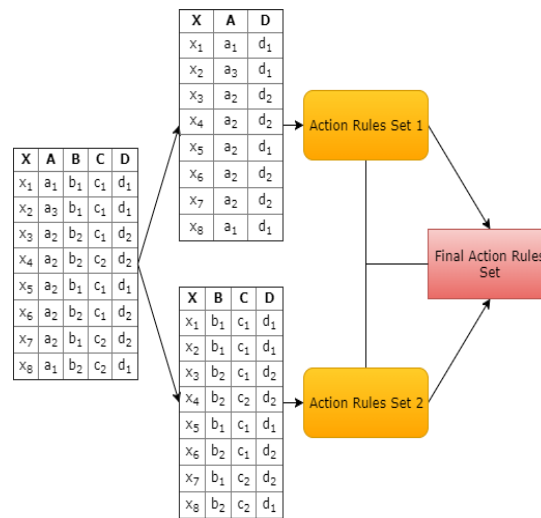 X A B C D
x₁ a₁ b₁ c₁ d₁
x₂ a₃ b₁ c₁ d₁
x₃ a₂ b₂ c₁ d₂
x₄ a₂ b₂ c₂ d₂
x₅ a₂ b₁ c₁ d₁
x₆ a₂ b₂ c₁ d₂
x₇ a₂ b₁ c₂ d₂
x₈ a₁ b₂ c₂ d₁
X A D
x₁ a₁ d₁
x₂ a₃ d₁
x₃ a₂ d₂
x₄ a₂ d₂
x₅ a₂ d₁
x₆ a₂ d₂
x₇ a₂ d₂
x₈ a₁ d₁
X B C D
x₁ b₁ c₁ d₁
x₂ b₁ c₁ d₁
x₃ b₂ c₁ d₂
x₄ b₂ c₂ d₂
x₅ b₁ c₁ d₁
x₆ b₂ c₁ d₂
x₇ b₁ c₂ d₂
x₈ b₂ c₂ d₁
Action Rules Set 1
Action Rules Set 2
Final Action Rules
Set